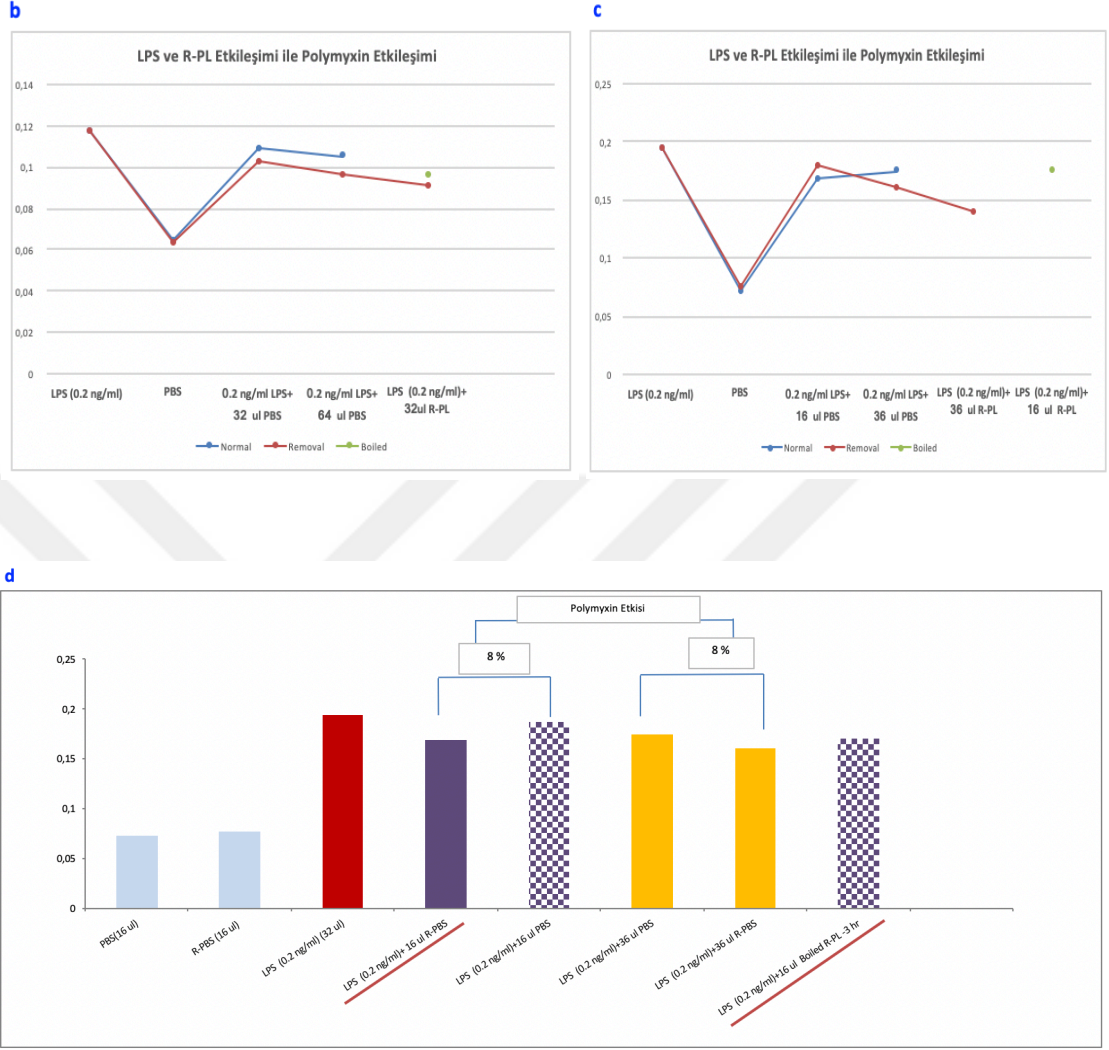 b
LPS ve R-PL Etkileşimi ile Polymyxin Etkileşimi
0,14
0,12
0,1
0,08
0,06
0,04
0,02
0
LPS (0.2 ng/ml)
PBS
0.2 ng/ml LPS+
32 ul PBS
0.2 ng/ml LPS+
64 ul PBS
LPS (0.2 ng/ml)+
32ul R-PL
Normal
Removal
Boiled
c
LPS ve R-PL Etkileşimi ile Polymyxin Etkileşimi
0,25
0,2
0,15
0,1
0,05
0
LPS (0.2 ng/ml)
PBS
0.2 ng/ml LPS+
16 ul PBS
0.2 ng/ml LPS+
36 ul PBS
LPS (0.2 ng/ml)+
36 ul R-PL
LPS (0.2 ng/ml)+
16 ul R-PL
Normal
Removal
Boiled
d
Polymyxin Etkisi
8 %
8 %
0,25
0,2
0,15
0,1
0,05
0
PBS(16 ul)
R-PBS (16 ul)
LPS (0.2 ng/ml) (32 ul)
LPS (0.2 ng/ml)+ 16 ul R-PBS
LPS (0.2 ng/ml)+16 ul PBS
LPS (0.2 ng/ml)+36 ul PBS
LPS (0.2 ng/ml)+36 ul R-PBS
LPS (0.2 ng/ml)+16 ul Boiled R-PL -3 hr